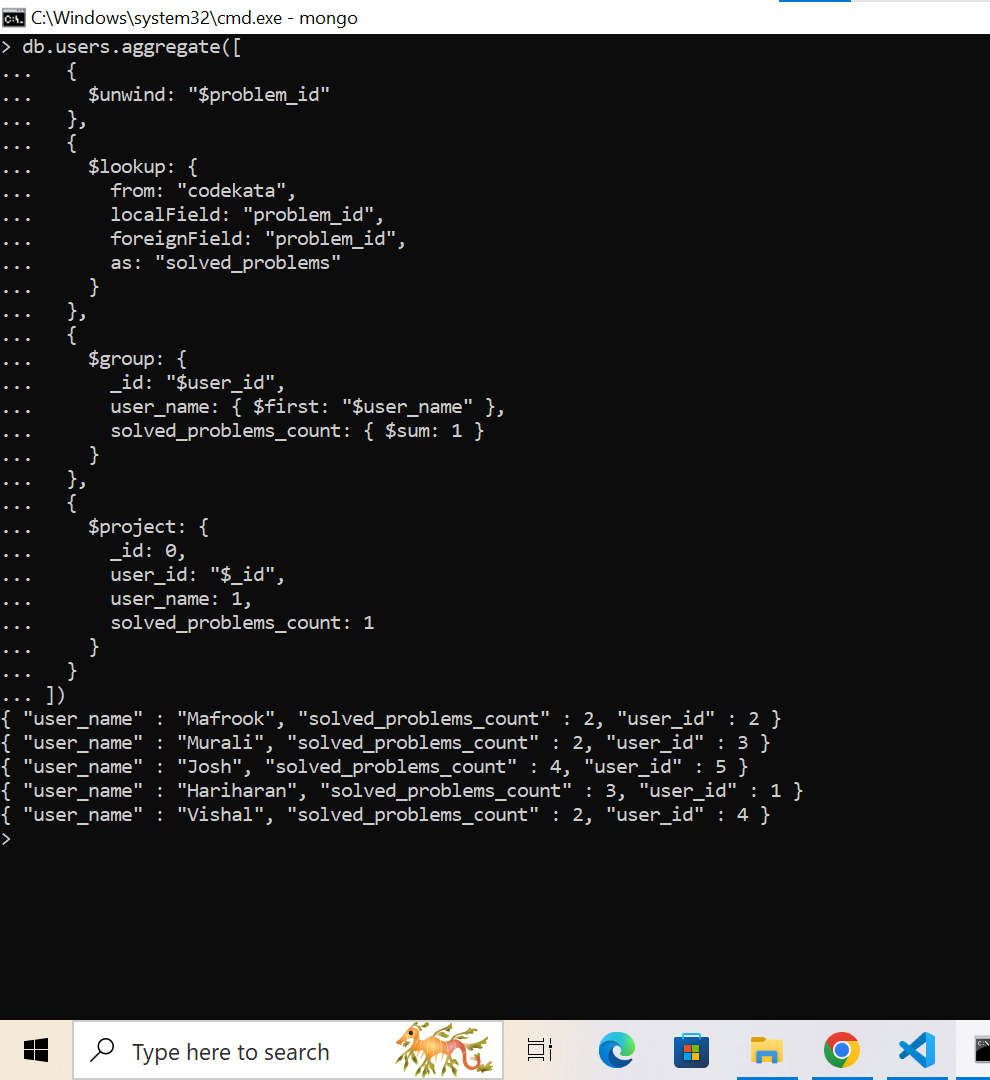 C:\Windows\system32\cmd.exe - mongo
> db.users.aggregate([
...   {
...     $unwind: "$problem_id"
...   },
...   {
...     $lookup: {
...       from: "codekata",
...       localField: "problem_id",
...       foreignField: "problem_id",
...       as: "solved_problems"
...     }
...   },
...   {
...     $group: {
...       _id: "$user_id",
...       user_name: { $first: "$user_name" },
...       solved_problems_count: { $sum: 1 }
...     }
...   },
...   {
...     $project: {
...       _id: 0,
...       user_id: "$_id",
...       user_name: 1,
...       solved_problems_count: 1
...     }
...   }
... ])
{ "user_name" : "Mafrook", "solved_problems_count" : 2, "user_id" : 2 }
{ "user_name" : "Murali", "solved_problems_count" : 2, "user_id" : 3 }
{ "user_name" : "Josh", "solved_problems_count" : 4, "user_id" : 5 }
{ "user_name" : "Hariharan", "solved_problems_count" : 3, "user_id" : 1 }
{ "user_name" : "Vishal", "solved_problems_count" : 2, "user_id" : 4 }
>
Type here to search